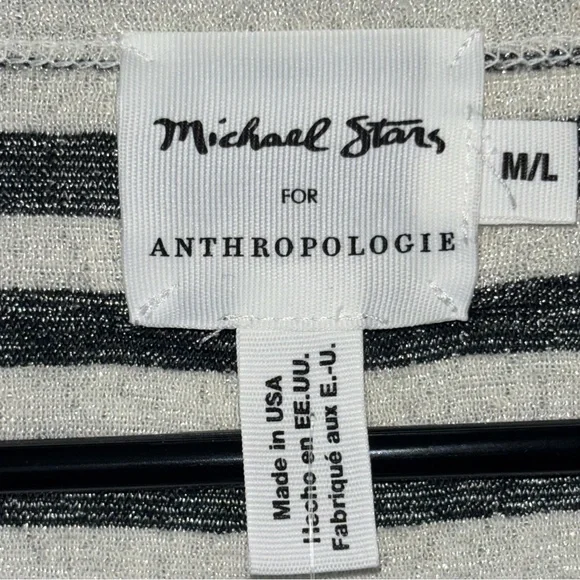 Michael Stars
FOR
ANTHROPOLOGIE
M/L
Made in USA
Hecho en EE.UU.
Fabriqué aux E.-U.